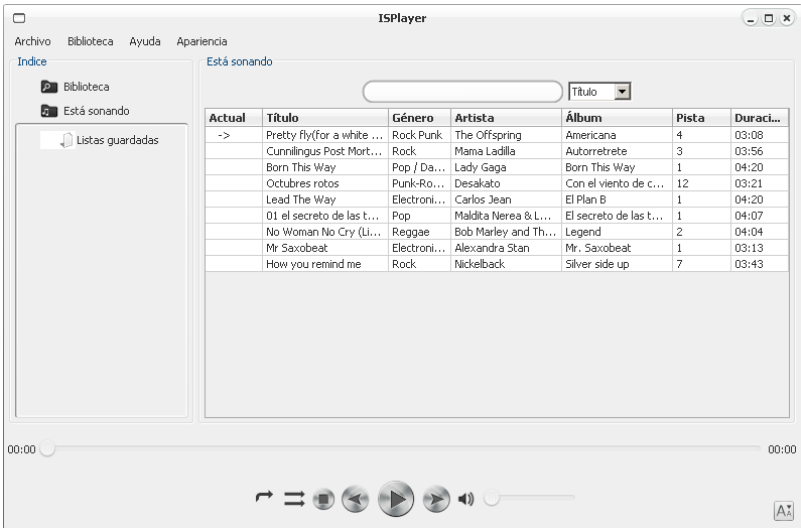 ISPlayer
Archivo Biblioteca Ayuda Apariencia
Indice
Biblioteca
Está sonando
Listas guardadas
Está sonando
Título
Actual Título Género Artista Álbum Pista Duraci...
-> Pretty fly(for a white ... Rock Punk The Offspring Americana 4 03:08
Cunnilingus Post Mort... Rock Mama Ladilla Autorretrete 3 03:56
Born This Way Pop / Da... Lady Gaga Born This Way 1 04:20
Octubres rotos Punk-Ro... Desakato Con el viento de c... 12 03:21
Lead The Way Electroni... Carlos Jean El Plan B 1 04:20
01 el secreto de las t... Pop Maldita Nerea & L... El secreto de las t... 1 04:07
No Woman No Cry (Li... Reggae Bob Marley and Th... Legend 2 04:04
Mr Saxobeat Electroni... Alexandra Stan Mr. Saxobeat 1 03:13
How you remind me Rock Nickelback Silver side up 7 03:43
00:00 00:00